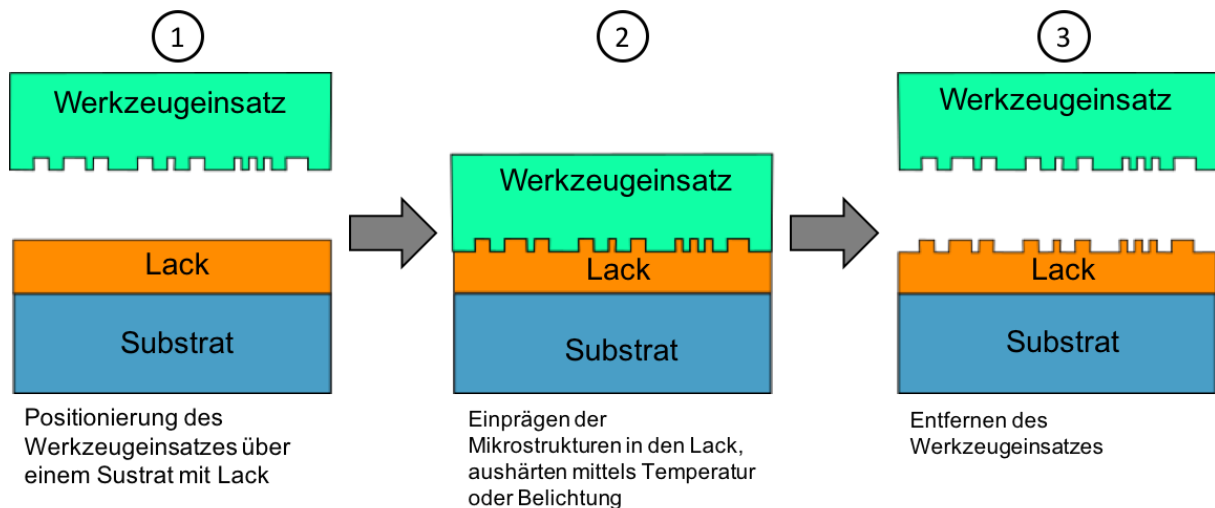 1
2
3
Werkzeugeinsatz
Lack
Substrat
Positionierung des
Werkzeugeinsatzes über
einem Sustrat mit Lack
Werkzeugeinsatz
Lack
Substrat
Einprägen der
Mikrostrukturen in den Lack,
aushärten mittels Temperatur
oder Belichtung
Werkzeugeinsatz
Lack
Substrat
Entfernen des
Werkzeugeinsatzes